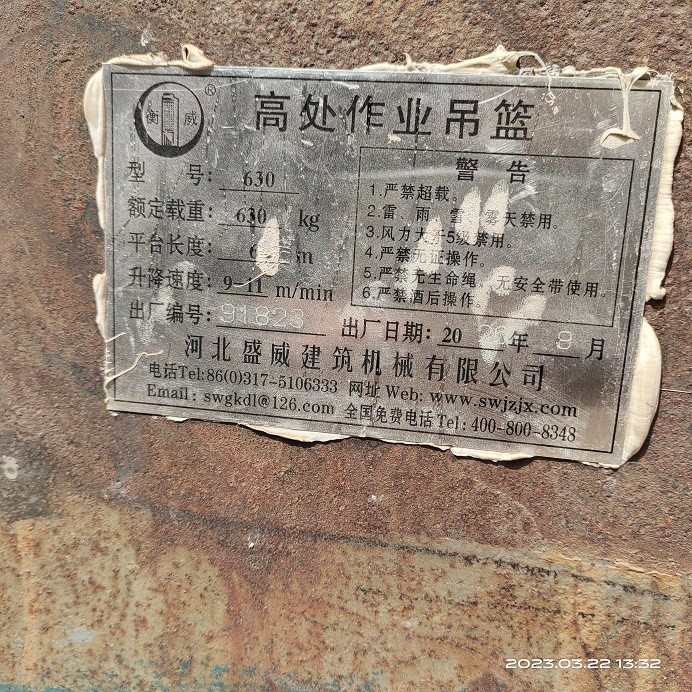 衡 威 ®
高处作业吊篮
型 号: 630
额定载重: 630 kg
平台长度: 6 m
升降速度: 9-11 m/min
出厂编号: 91823
警告
1.严禁超载。
2.雷、雨 雪 雾天禁用。
3.风力大于5级禁用。
4.严禁无证操作。
5.严禁无生命绳、无安全带使用。
6.严禁酒后操作。
出厂日期: 20 年 9 月
河北盛威建筑机械有限公司
电话Tel:86(0)317-5106333 网址 Web: www.swjzjx.com
Email: swgkdl@126.com 全国免费电话Tel: 400-800-8348
2023.03.22 13:32